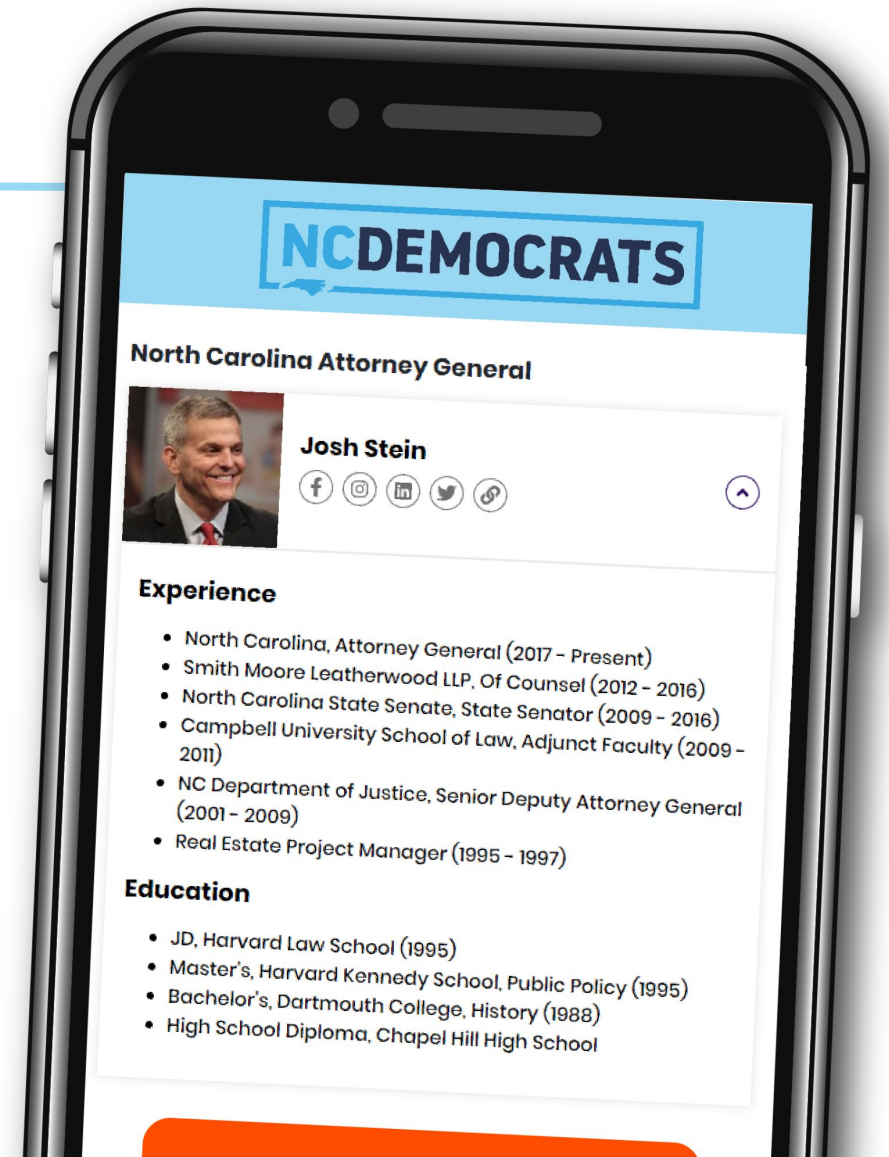 NCDEMOCRATS
North Carolina Attorney General
Josh Stein
Experience
• North Carolina, Attorney General (2017 - Present)
• Smith Moore Leatherwood LLP, Of Counsel (2012 - 2016)
• North Carolina State Senate, State Senator (2009 - 2016)
• Campbell University School of Law, Adjunct Faculty (2009 -
2011)
• NC Department of Justice, Senior Deputy Attorney General
(2001 - 2009)
• Real Estate Project Manager (1995 - 1997)
Education
• JD, Harvard Law School (1995)
• Master's, Harvard Kennedy School, Public Policy (1995)
• Bachelor's, Dartmouth College, History (1988)
• High School Diploma, Chapel Hill High School